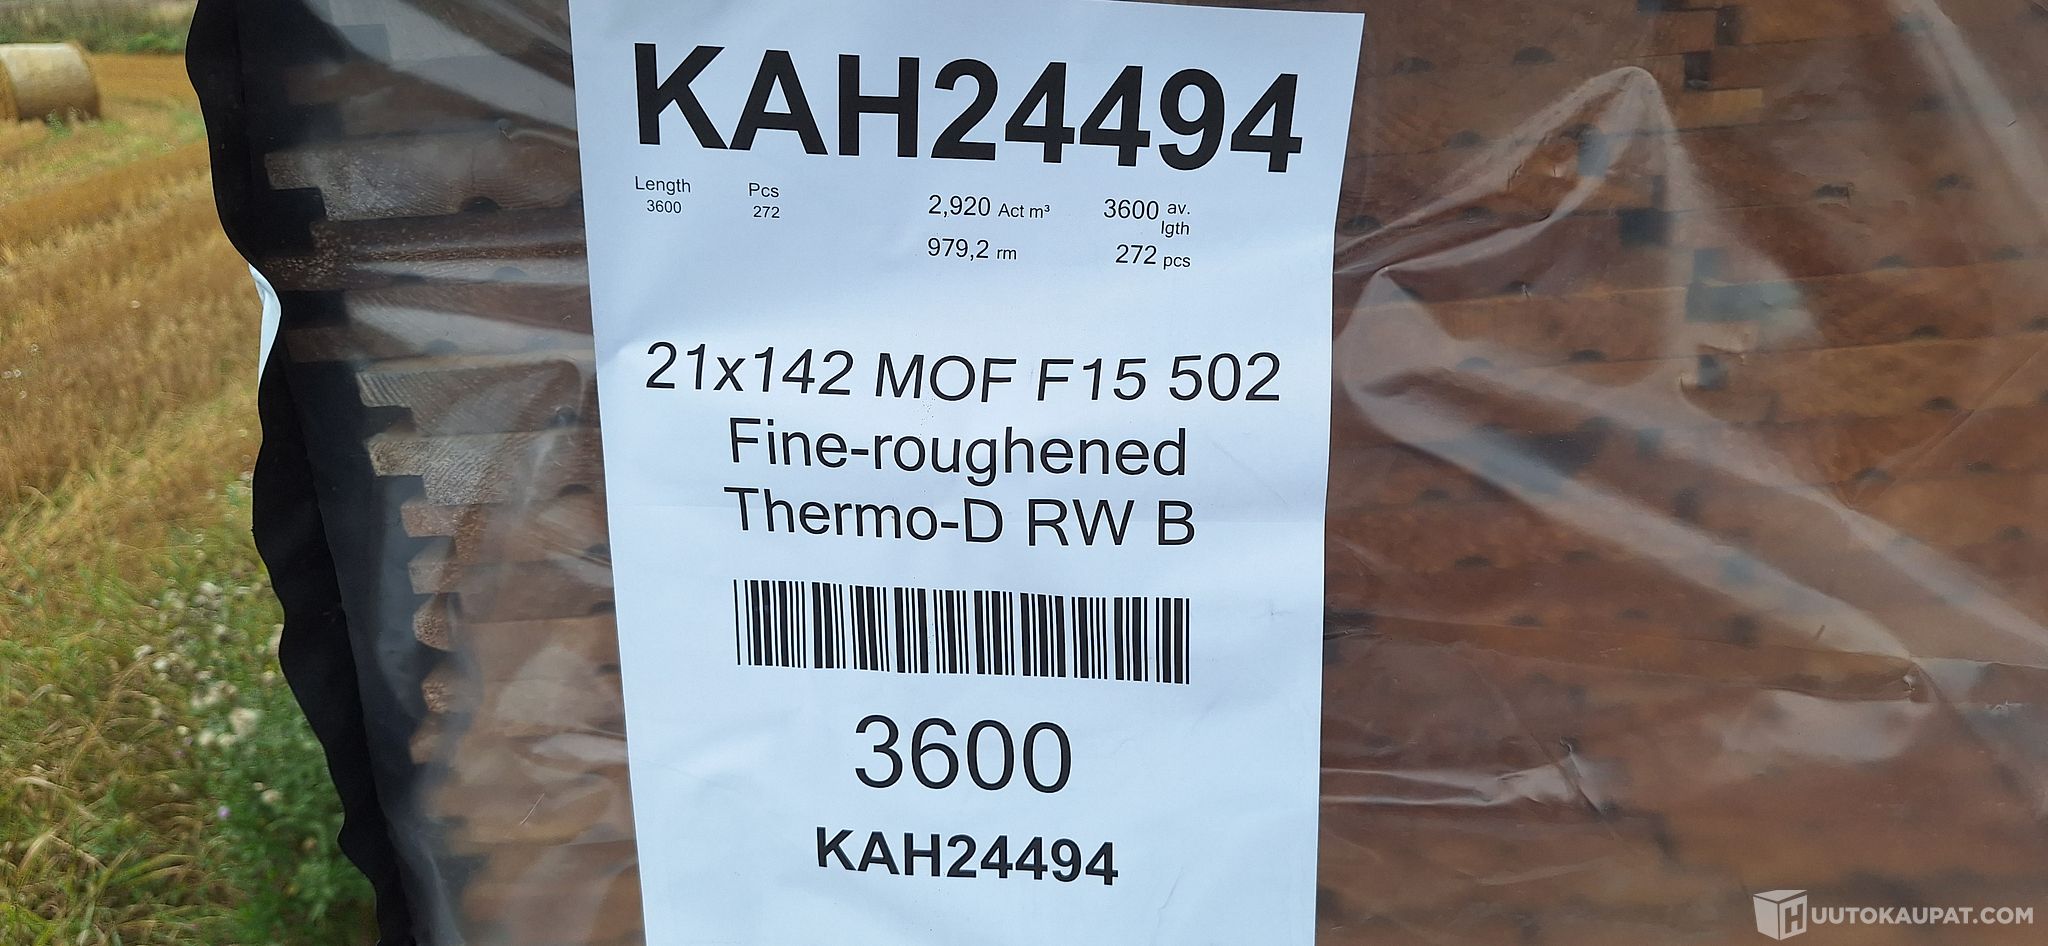 KAH24494
Length Pcs
3600 272
2,920 Act m³ 3600 av. lgth
979,2 rm 272 pcs
21x142 MOF F15 502
Fine-roughened
Thermo-D RW B
3600
KAH24494
HUUTOKAUPAT.COM